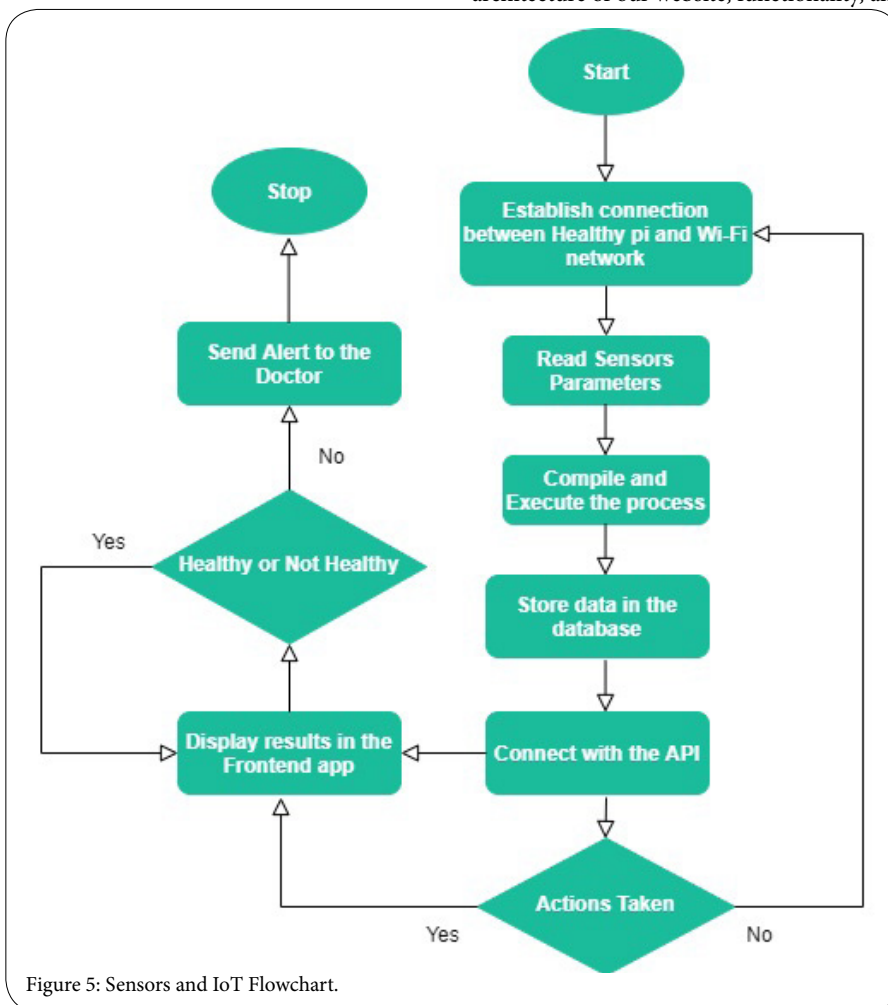 Start
Stop
Establish connection
between Healthy pi and Wi-Fi
network
Send Alert to the
Doctor
Read Sensors
Parameters
No
Compile and
Execute the process
Yes
Healthy or Not Healthy
Store data in the
database
Display results in the
Frontend app
Connect with the API
Actions Taken
Yes
No
Figure 5: Sensors and IoT Flowchart.